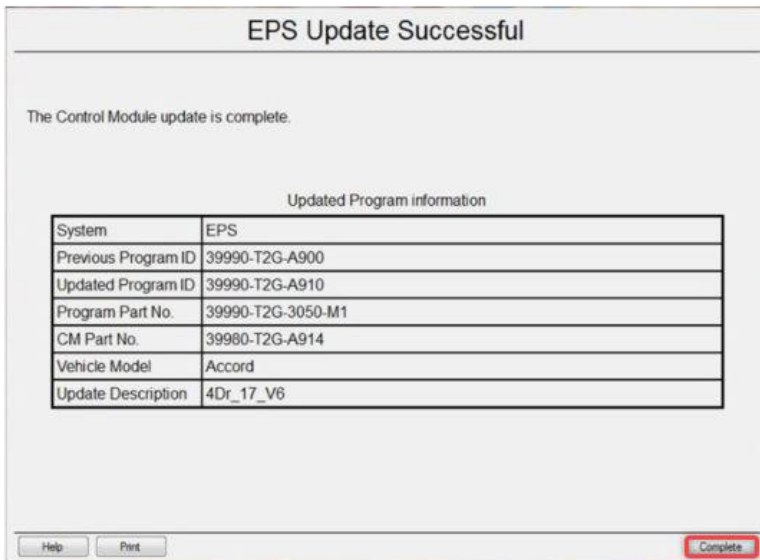 EPS Update Successful
The Control Module update is complete.
Updated Program information
System EPS
Previous Program ID 39990-T2G-A900
Updated Program ID 39990-T2G-A910
Program Part No. 39990-T2G-3050-M1
CM Part No. 39980-T2G-A914
Vehicle Model Accord
Update Description 4Dr_17_V6
Help Print Complete